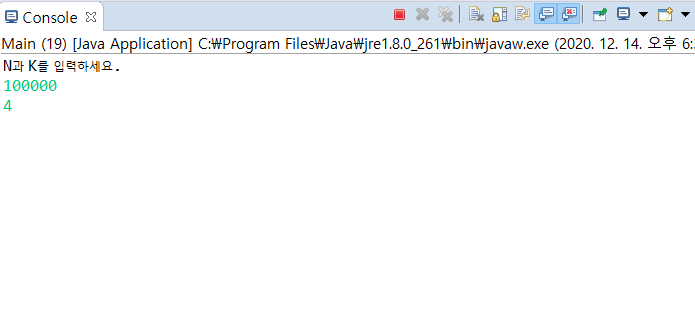 Console
Main (19) [Java Application] C:₩Program Files₩Java₩jre1.8.0_261₩bin₩javaw.exe (2020. 12. 14. 오후 6:
N과 K를 입력하세요.
100000
4